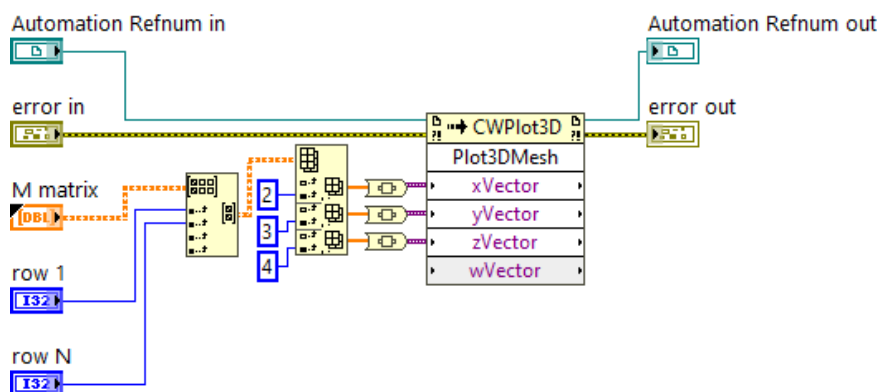 Automation Refnum in
Automation Refnum out
error in
error out
CWPlot3D
Plot3DMesh
M matrix
DBL
2
xVector
3
yVector
4
zVector
wVector
row 1
I32
row N
I32